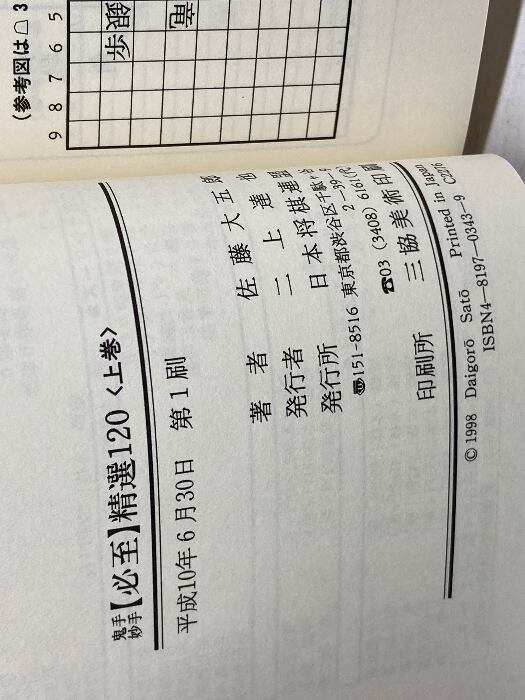 (参考図は△3
5
6
7
8
9
銀
歩
竜
鬼手
妙手
【必至】精選120〈上巻〉
平成10年6月30日 第1刷
著者 佐藤大五郎
発行者 二上達也
発行所 日本将棋連盟
〠151-8516 東京都渋谷区千駄ヶ谷
2-39-9
☎03 (3408) 6161(代)
印刷所 三協美術印刷
© 1998 Daigorō Satō Printed in Japan
ISBN4-8197-0343-9 C2076